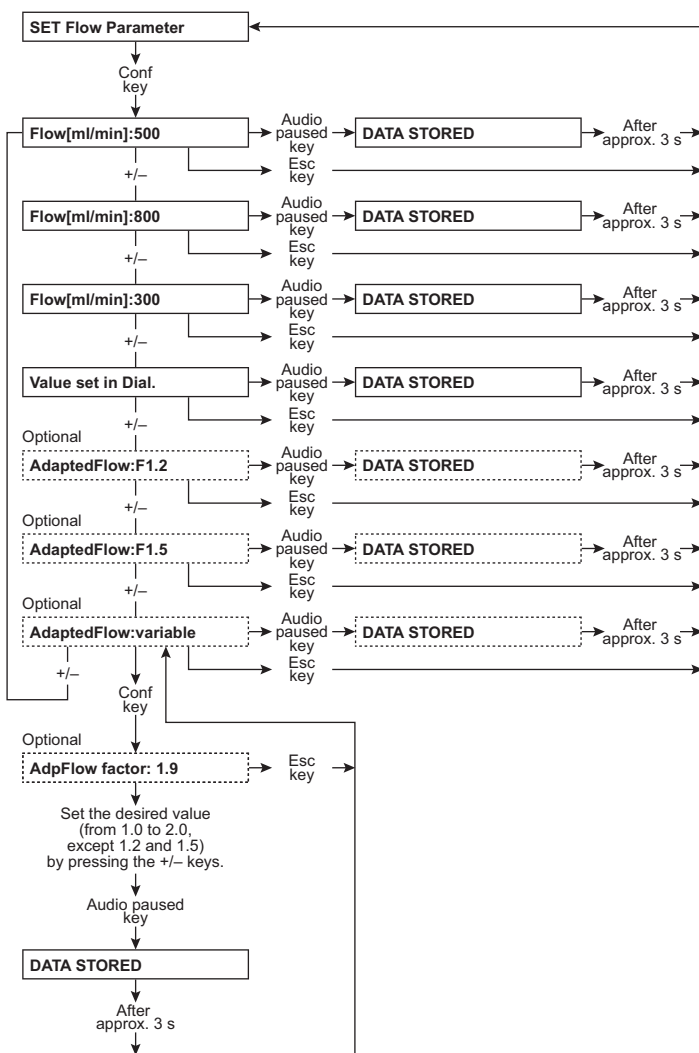 SET Flow Parameter
Conf
key
Flow[ml/min]:500
Audio
paused
key
DATA STORED
After
approx. 3 s
Esc
key
+/–
Flow[ml/min]:800
Audio
paused
key
DATA STORED
After
approx. 3 s
Esc
key
+/–
Flow[ml/min]:300
Audio
paused
key
DATA STORED
After
approx. 3 s
Esc
key
+/–
Value set in Dial.
Audio
paused
key
DATA STORED
After
approx. 3 s
Esc
key
+/–
Optional
AdaptedFlow:F1.2
Audio
paused
key
DATA STORED
After
approx. 3 s
Esc
key
+/–
Optional
AdaptedFlow:F1.5
Audio
paused
key
DATA STORED
After
approx. 3 s
Esc
key
+/–
Optional
AdaptedFlow:variable
Audio
paused
key
DATA STORED
After
approx. 3 s
Esc
key
+/–
Conf
key
Optional
AdpFlow factor: 1.9
Esc
key
Set the desired value
(from 1.0 to 2.0,
except 1.2 and 1.5)
by pressing the +/– keys.
Audio paused
key
DATA STORED
After
approx. 3 s